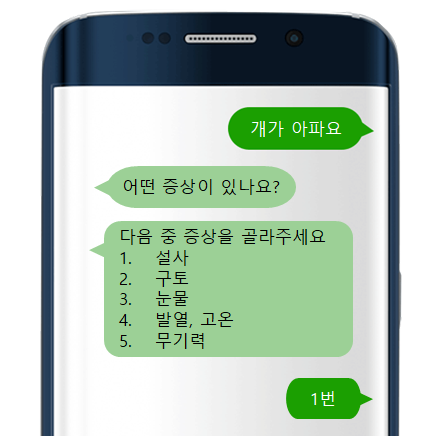 개가 아파요
어떤 증상이 있나요?
다음 중 증상을 골라주세요
1. 설사
2. 구토
3. 눈물
4. 발열, 고온
5. 무기력
1번